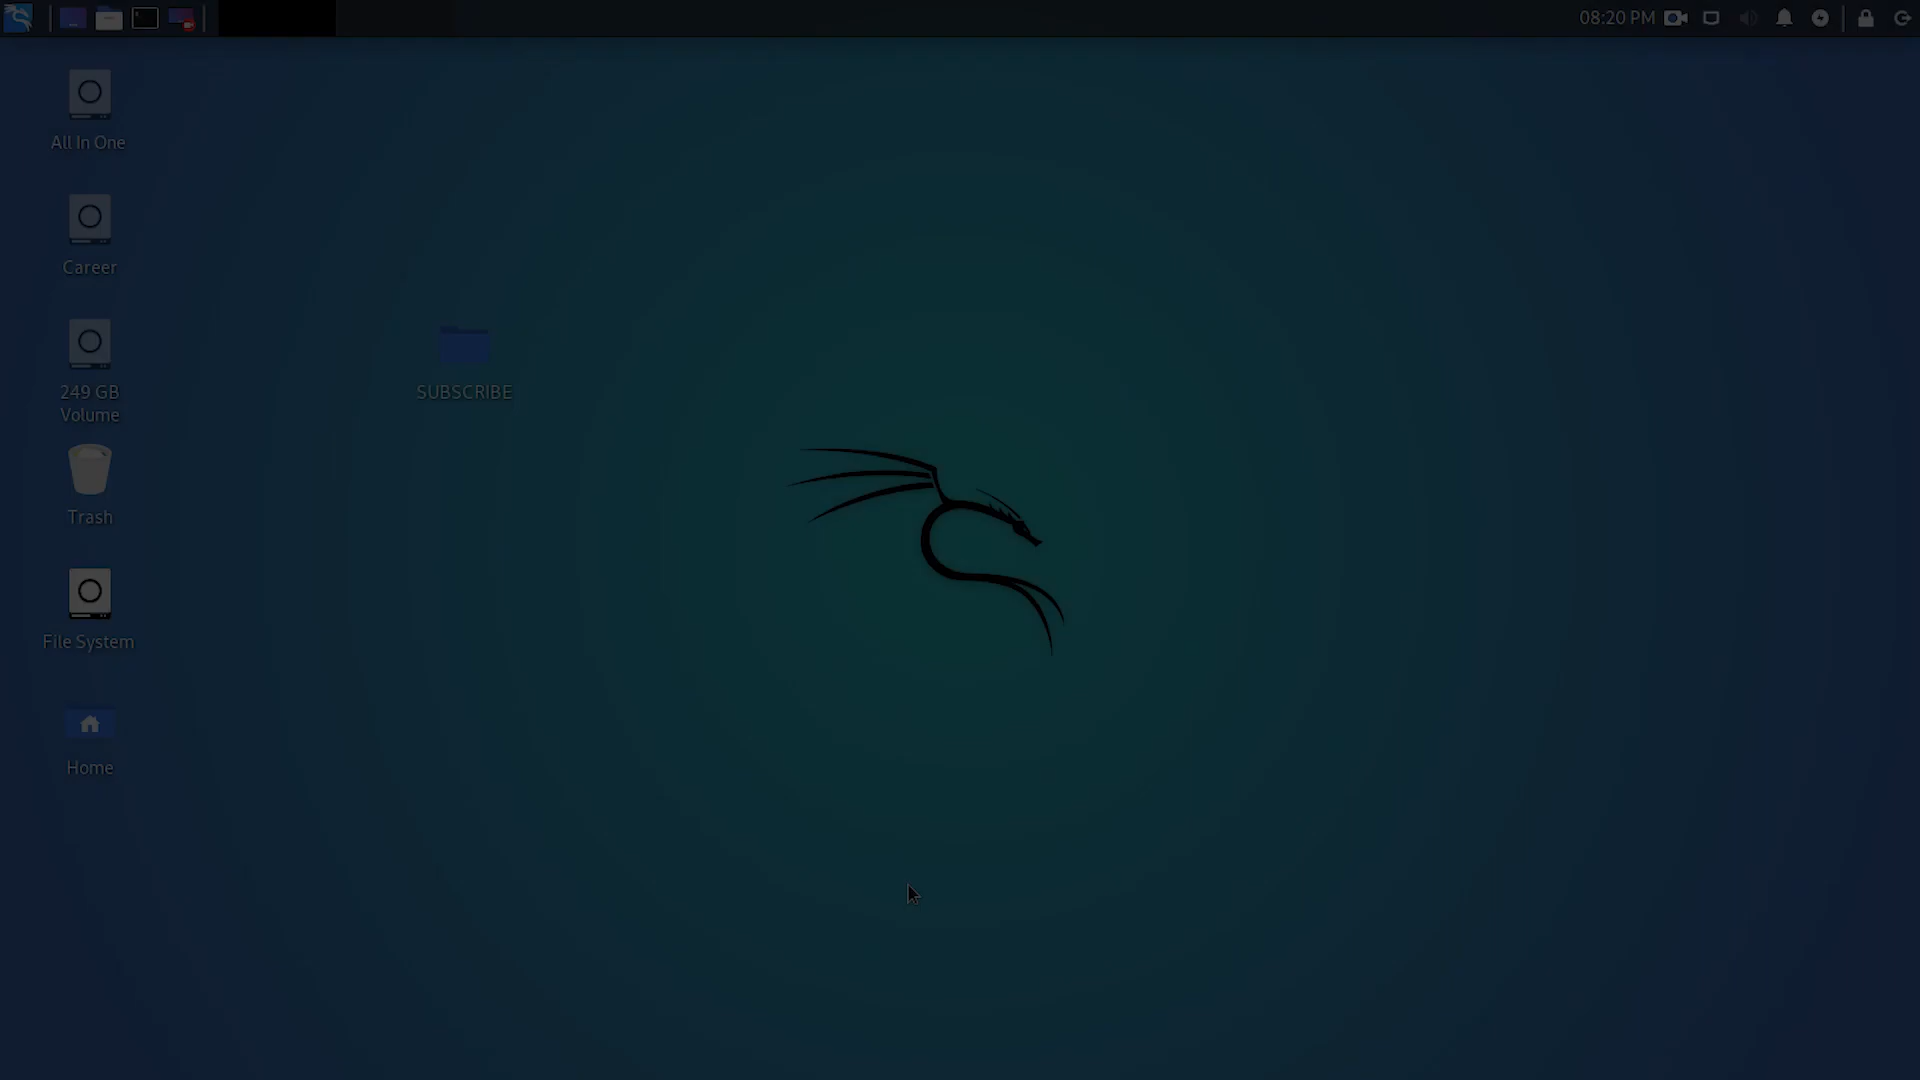 08:20 PM
All In One
Career
249 GB
Volume
SUBSCRIBE
Trash
File System
Home